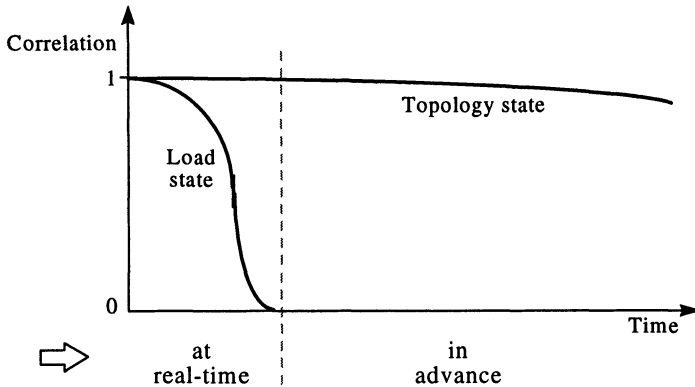 Correlation
1
Topology state
Load
state
0
Time
at
real-time
in
advance